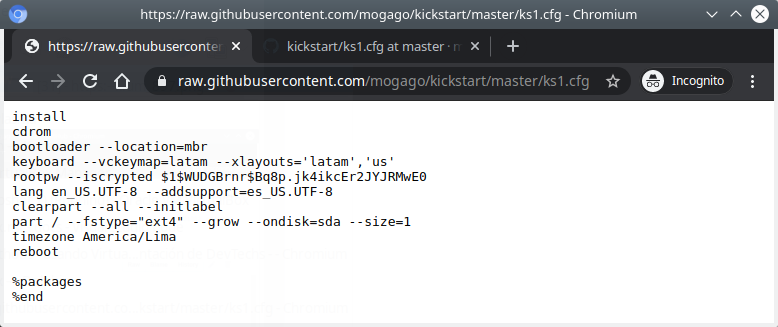 https://raw.githubusercontent.com/mogago/kickstart/master/ks1.cfg - Chromium
https://raw.githubuserconten
kickstart/ks1.cfg at master · m
raw.githubusercontent.com/mogago/kickstart/master/ks1.cfg
Incognito
install
cdrom
bootloader --location=mbr
keyboard --vckeymap=latam --xlayouts='latam','us'
rootpw --iscrypted $1$WUDGBrnr$Bq8p.jk4ikcEr2JYJRMwE0
lang en_US.UTF-8 --addsupport=es_US.UTF-8
clearpart --all --initlabel
part / --fstype="ext4" --grow --ondisk=sda --size=1
timezone America/Lima
reboot
%packages
%end